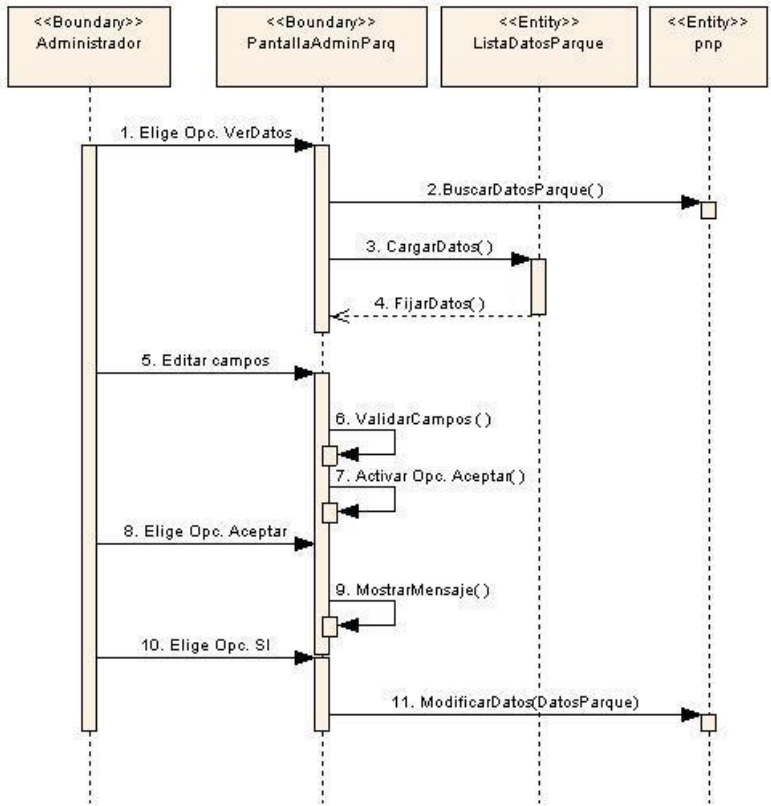 <<Boundary>>
Administrador
<<Boundary>>
PantallaAdminParq
<<Entity>>
ListaDatosParque
<<Entity>>
pnp
1. Elige Opc. VerDatos
2.BuscarDatosParque( )
3. CargarDatos( )
4. FijarDatos( )
5. Editar campos
6. ValidarCampos ( )
7. Activar Opc. Aceptar( )
8. Elige Opc. Aceptar
9. MostrarMensaje( )
10. Elige Opc. SI
11. ModificarDatos(DatosParque)